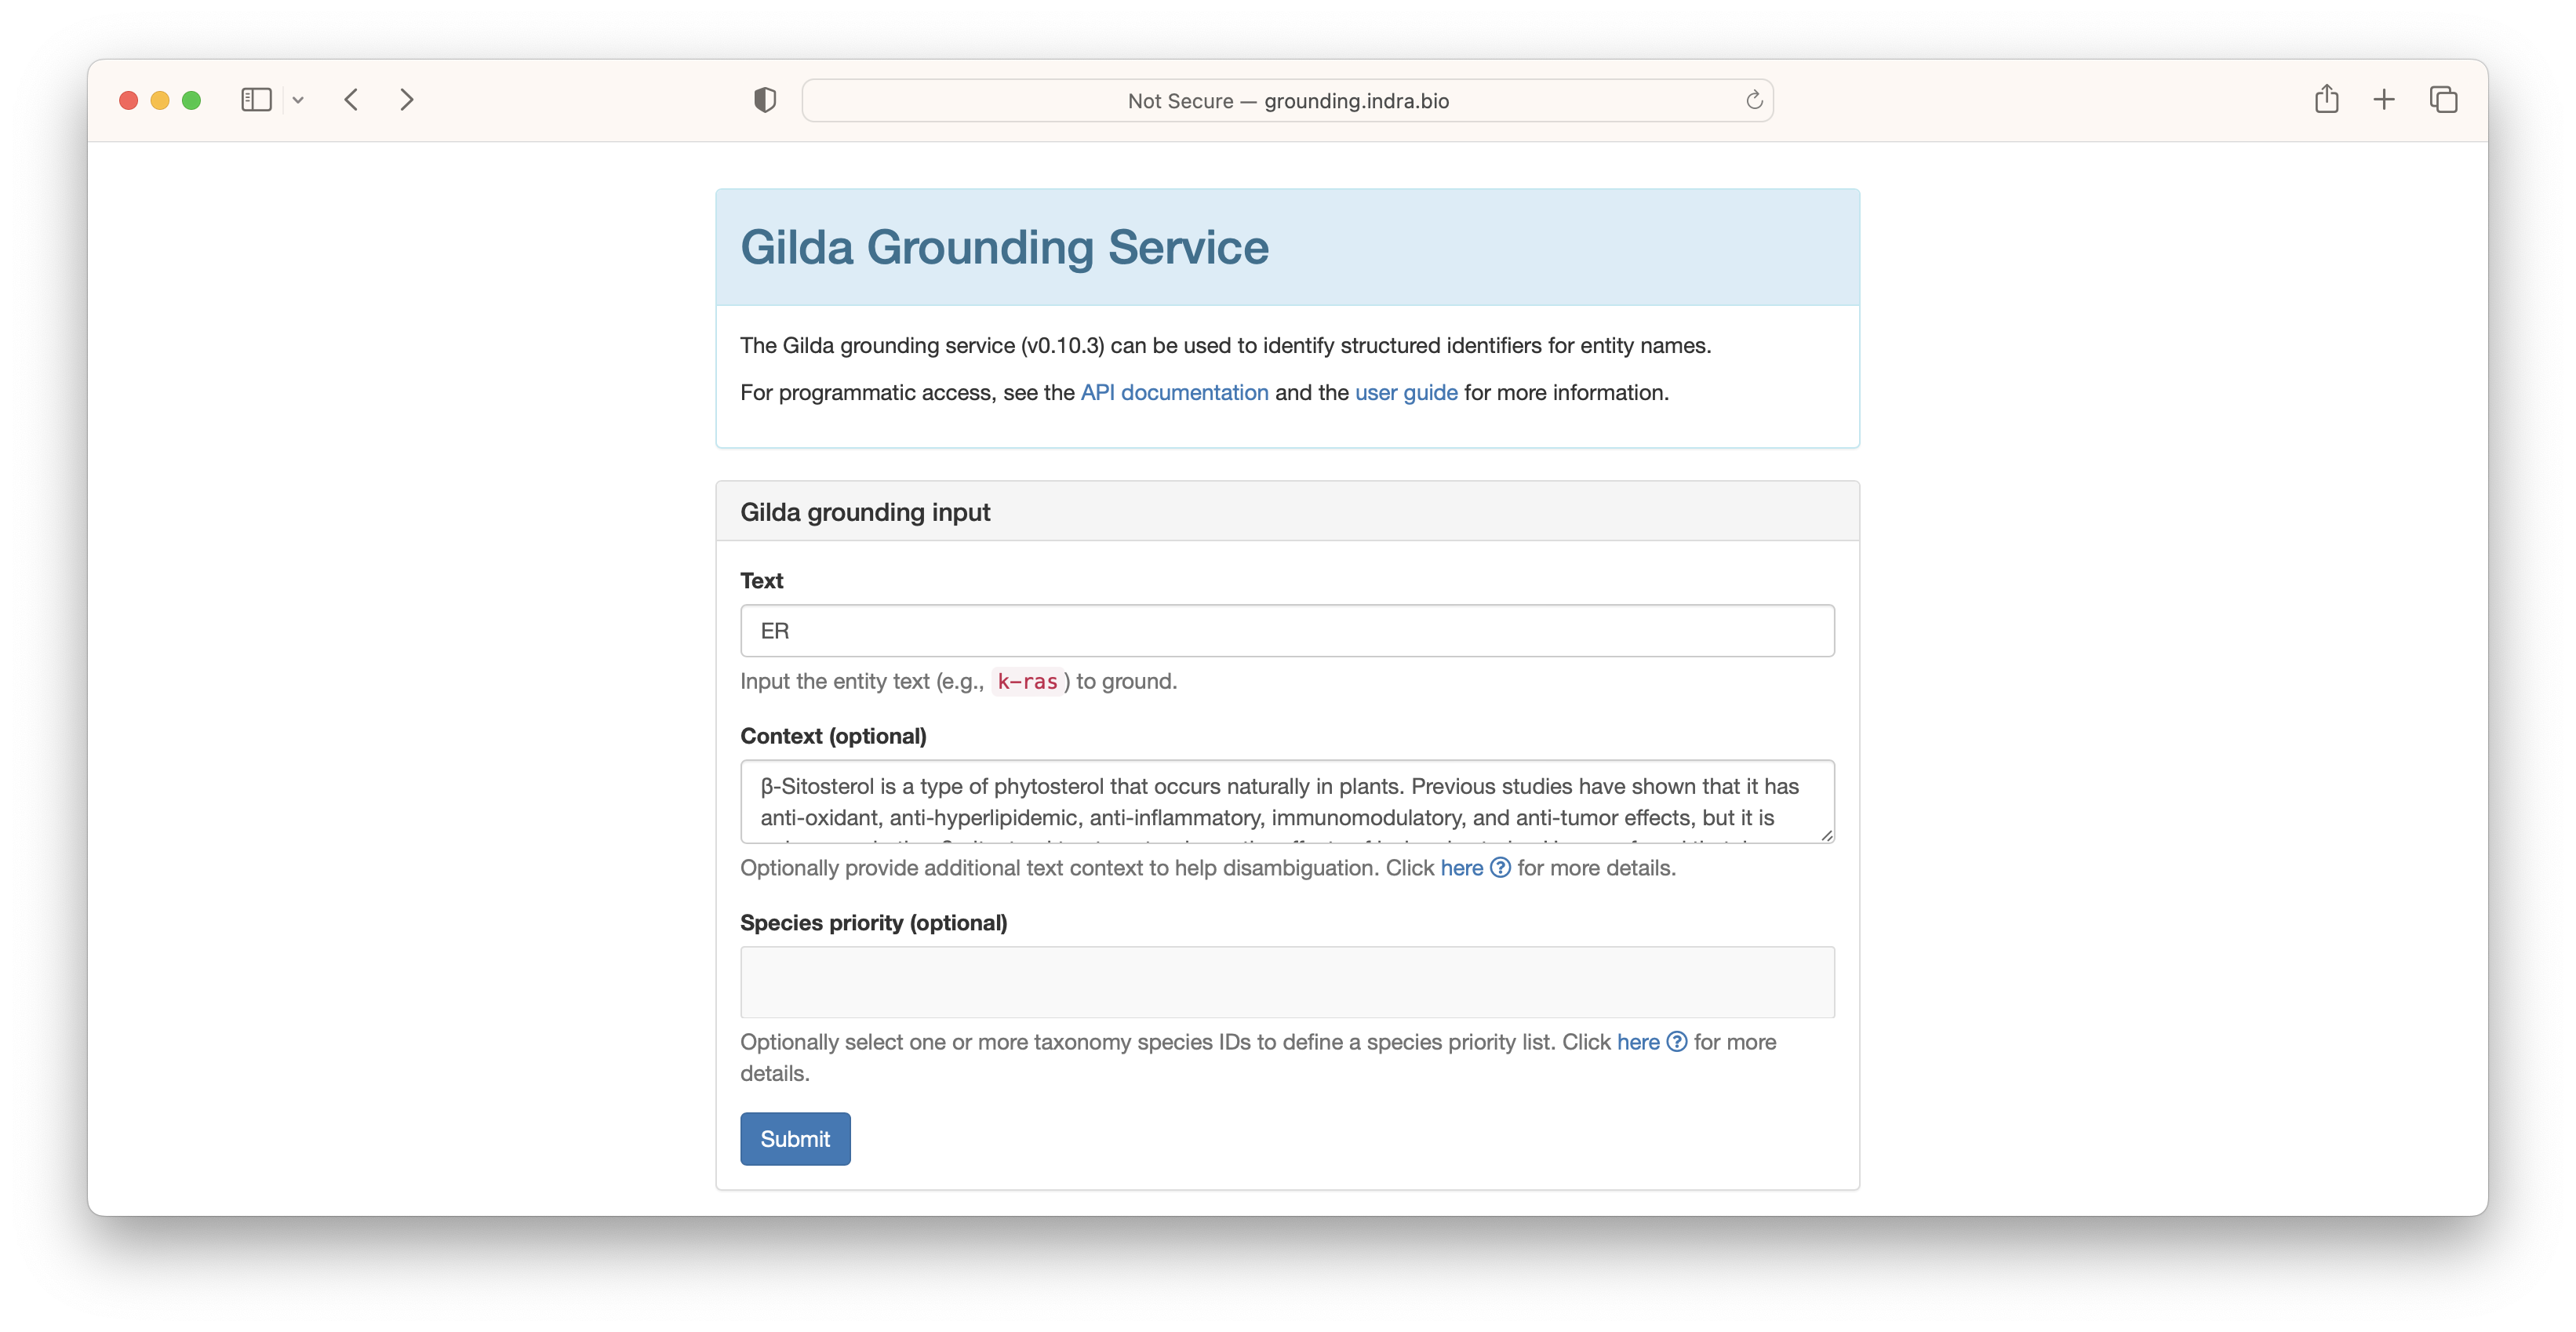 Not Secure — grounding.indra.bio
Gilda Grounding Service
The Gilda grounding service (v0.10.3) can be used to identify structured identifiers for entity names.
For programmatic access, see the API documentation and the user guide for more information.
Gilda grounding input
Text
ER
Input the entity text (e.g., k-ras) to ground.
Context (optional)
β-Sitosterol is a type of phytosterol that occurs naturally in plants. Previous studies have shown that it has
anti-oxidant, anti-hyperlipidemic, anti-inflammatory, immunomodulatory, and anti-tumor effects, but it is
Optionally provide additional text context to help disambiguation. Click here ? for more details.
Species priority (optional)
Optionally select one or more taxonomy species IDs to define a species priority list. Click here ? for more
details.
Submit